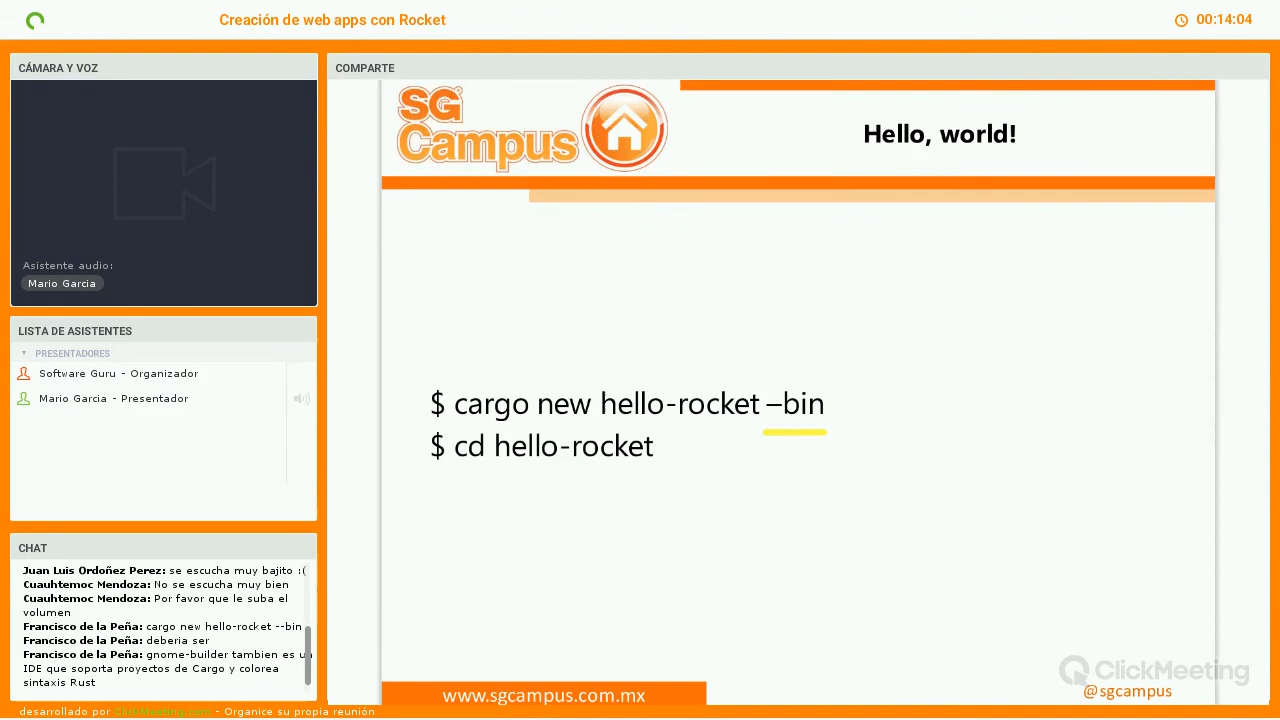 Creación de web apps con Rocket
00:14:04
CÁMARA Y VOZ
Asistente audio:
Mario Garcia
LISTA DE ASISTENTES
PRESENTADORES
Software Guru - Organizador
Mario Garcia - Presentador
CHAT
Juan Luis Ordoñez Perez: se escucha muy bajito :(
Cuauhtemoc Mendoza: No se escucha muy bien
Cuauhtemoc Mendoza: Por favor que le suba el
volumen
Francisco de la Peña: cargo new hello-rocket --bin
Francisco de la Peña: deberia ser
Francisco de la Peña: gnome-builder tambien es un
IDE que soporta proyectos de Cargo y colorea
sintaxis Rust
desarrollado por ClickMeeting.com - Organice su propia reunión
COMPARTE
SG
Campus
Hello, world!
$ cargo new hello-rocket –bin
$ cd hello-rocket
ClickMeeting
www.sgcampus.com.mx
@sgcampus